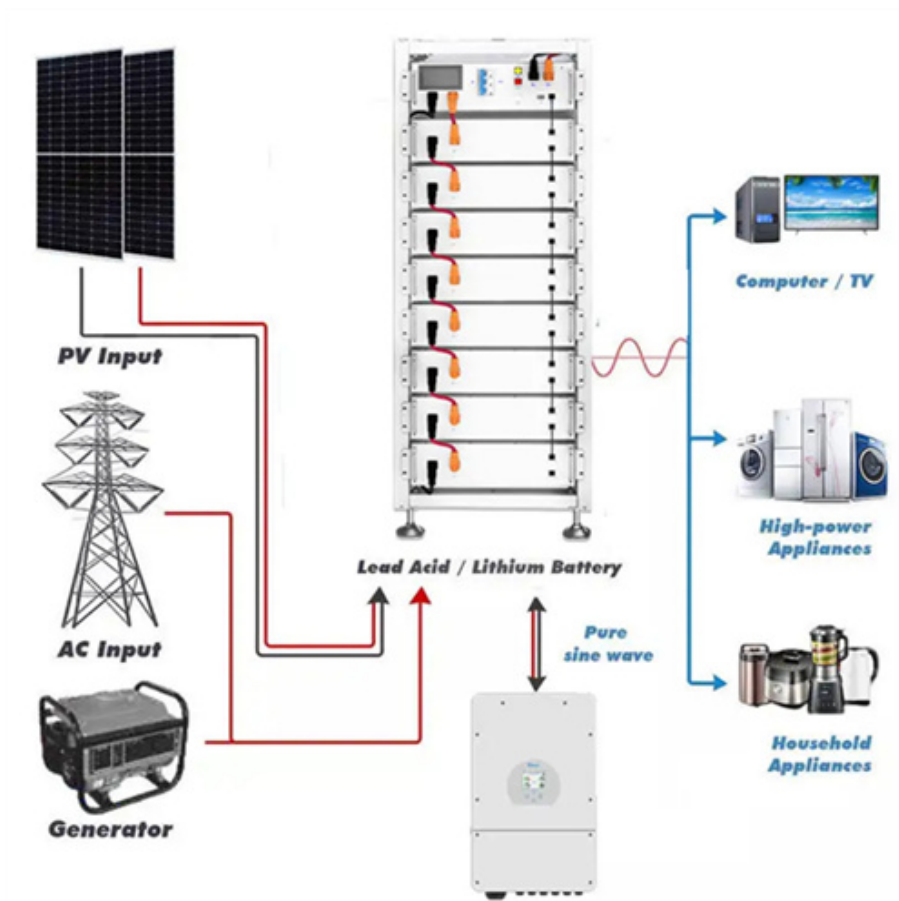 PV Input
AC Input
Generator
Lead Acid / Lithium Battery
Pure
sine wave
Computer / TV
High-power
Appliances
Household
Appliances